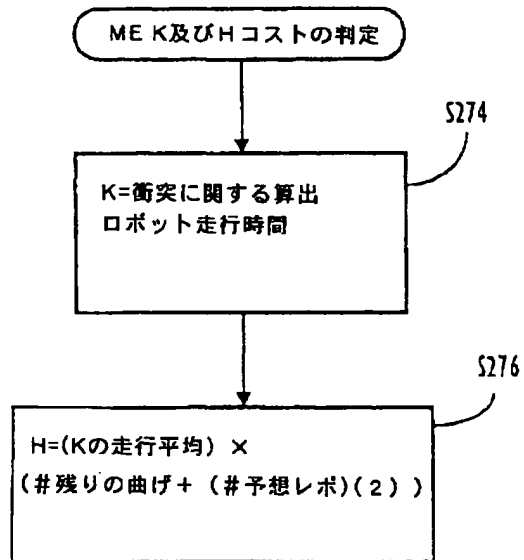 ME K及びHコストの判定
S274
K=衝突に関する算出
ロボット走行時間
S276
H=(Kの走行平均) ×
(#残りの曲げ+ (#予想レポ)(2) )